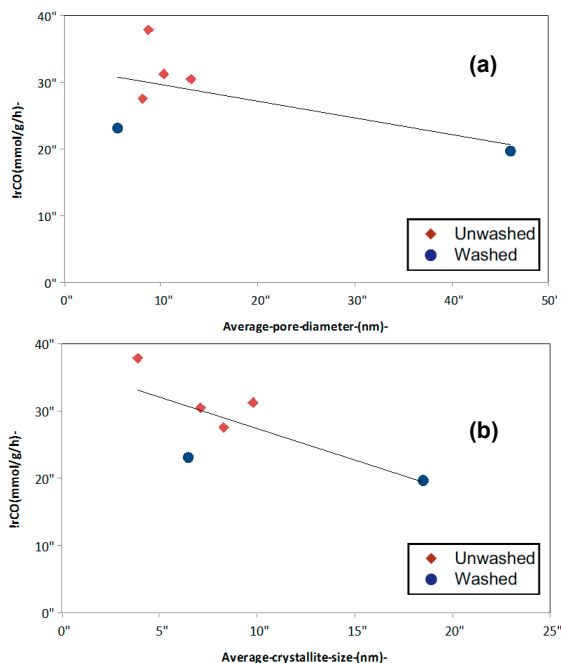 40"
(a)
30"
!rCO(mmol/g/h)-
20"
10"
Unwashed
Washed
0"
0" 10" 20" 30" 40" 50'
Average-pore-diameter-(nm)-
40"
30"
(b)
!rCO(mmol/g/h)-
20"
10"
Unwashed
Washed
0"
0" 5" 10" 15" 20" 25"
Average-crystallite-size-(nm)-